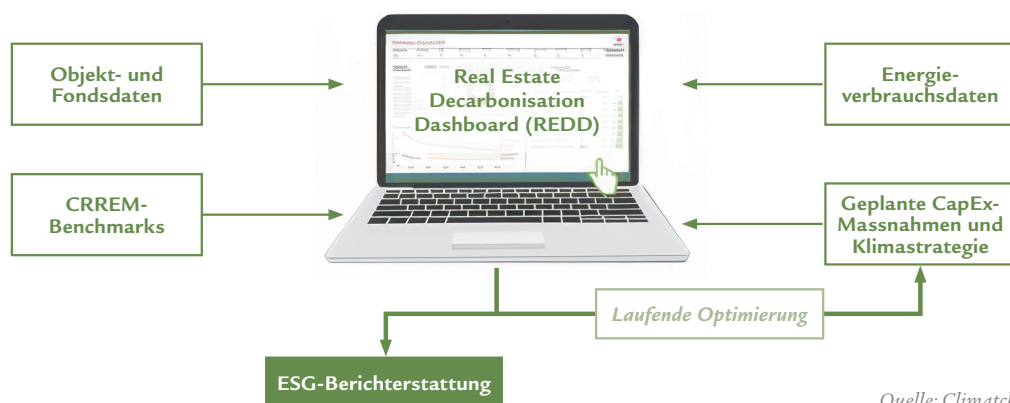 Objekt- und
Fondsdaten
Real Estate
Decarbonisation
Dashboard (REDD)
Energie-
verbrauchsdaten
CRREM-
Benchmarks
Geplante CapEx-
Massnahmen und
Klimastrategie
Laufende Optimierung
ESG-Berichterstattung
Quelle: